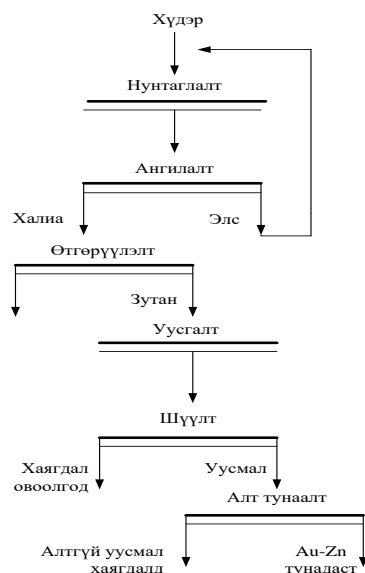 Хүдэр
Нунтаглалт
Ангилалт
Халиа
Элс
Өтгөрүүлэлт
Зутан
Уусгалт
Шүүлт
Хаягдал
овоолгод
Уусмал
Алт тунаалт
Алтгүй уусмал
хаягдалд
Au-Zn
тунадаст